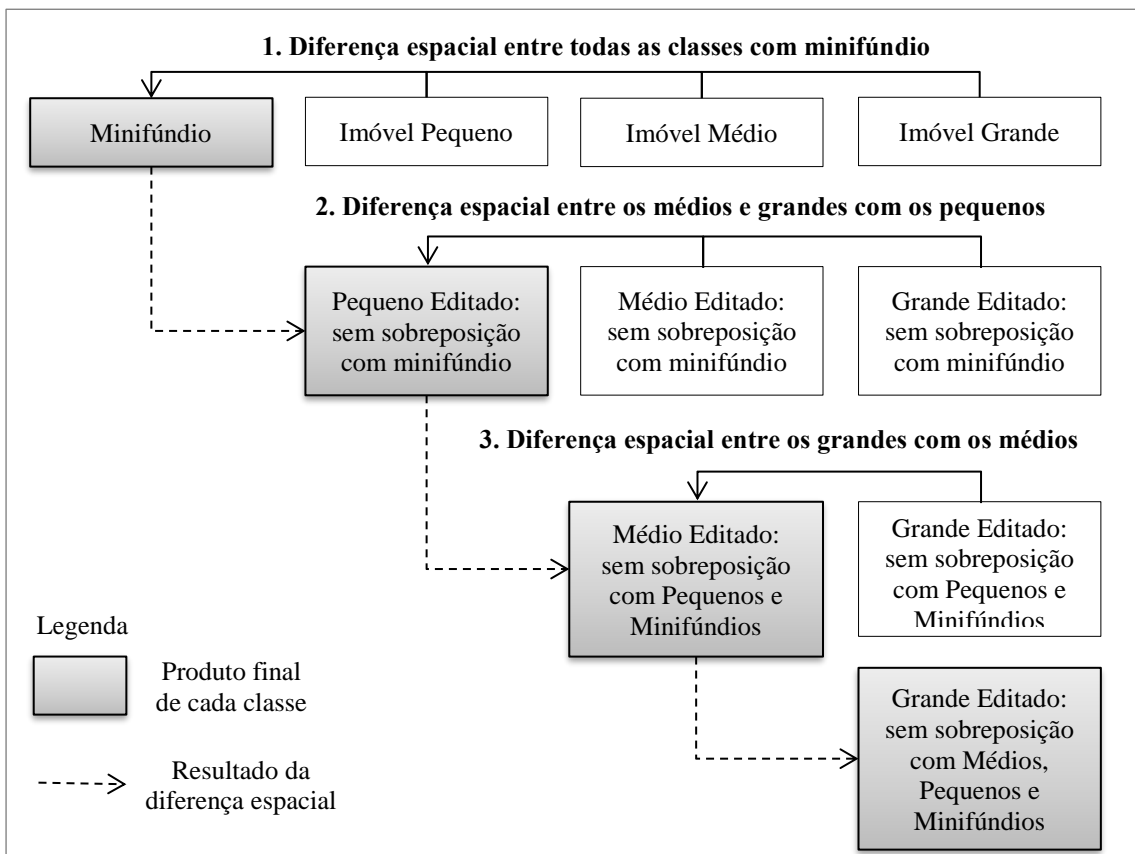 1. Diferença espacial entre todas as classes com minifúndio
Minifúndio
Imóvel Pequeno
Imóvel Médio
Imóvel Grande
2. Diferença espacial entre os médios e grandes com os pequenos
Pequeno Editado:
sem sobreposição
com minifúndio
Médio Editado:
sem sobreposição
com minifúndio
Grande Editado:
sem sobreposição
com minifúndio
3. Diferença espacial entre os grandes com os médios
Médio Editado:
sem sobreposição
com Pequenos e
Minifúndios
Grande Editado:
sem sobreposição
com Pequenos e
Minifúndios
Grande Editado:
sem sobreposição
com Médios,
Pequenos e
Minifúndios
Legenda
Produto final
de cada classe
Resultado da
diferença espacial